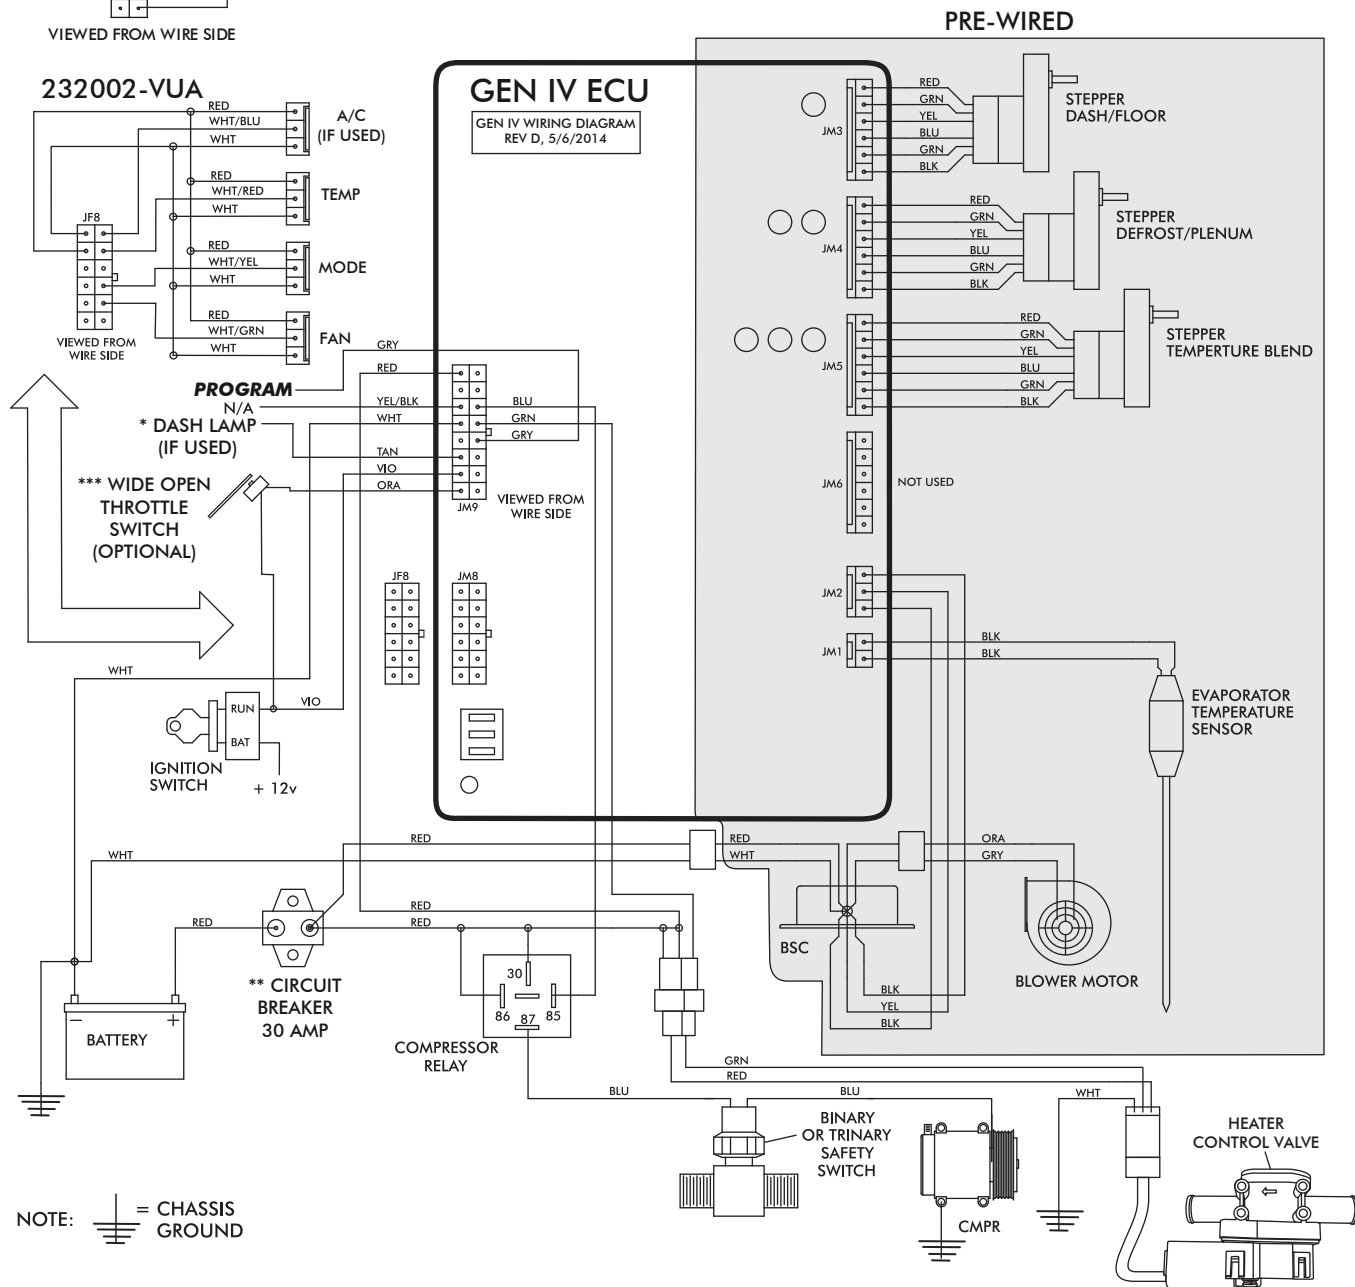 PRE-WIRED
VIEWED FROM WIRE SIDE
232002-VUA
RED
WHT/BLU
WHT
A/C
(IF USED)
RED
WHT/RED
WHT
TEMP
RED
WHT/YEL
WHT
MODE
RED
WHT/GRN
WHT
FAN
JF8
VIEWED FROM
WIRE SIDE
GEN IV ECU
GEN IV WIRING DIAGRAM
REV D, 5/6/2014
JM3
RED
GRN
YEL
BLU
GRN
BLK
STEPPER
DASH/FLOOR
JM4
RED
GRN
YEL
BLU
GRN
BLK
STEPPER
DEFROST/PLENUM
JM5
RED
GRN
YEL
BLU
GRN
BLK
STEPPER
TEMPERTURE BLEND
JM6
NOT USED
JM2
JM1
BLK
BLK
EVAPORATOR
TEMPERATURE
SENSOR
GRY
RED
PROGRAM
N/A
YEL/BLK
* DASH LAMP
(IF USED)
WHT
TAN
VIO
ORA
BLU
GRN
GRY
JM9
VIEWED FROM
WIRE SIDE
*** WIDE OPEN
THROTTLE
SWITCH
(OPTIONAL)
JF8
JM8
WHT
RUN
BAT
VIO
IGNITION
SWITCH
+ 12v
WHT
RED
RED
WHT
ORA
GRY
BSC
BLOWER MOTOR
BLK
YEL
BLK
RED
RED
RED
** CIRCUIT
BREAKER
30 AMP
−
+
BATTERY
30
86
87
85
COMPRESSOR
RELAY
GRN
RED
BLU
BLU
WHT
BINARY
OR TRINARY
SAFETY
SWITCH
CMPR
HEATER
CONTROL VALVE
NOTE:
= CHASSIS
GROUND